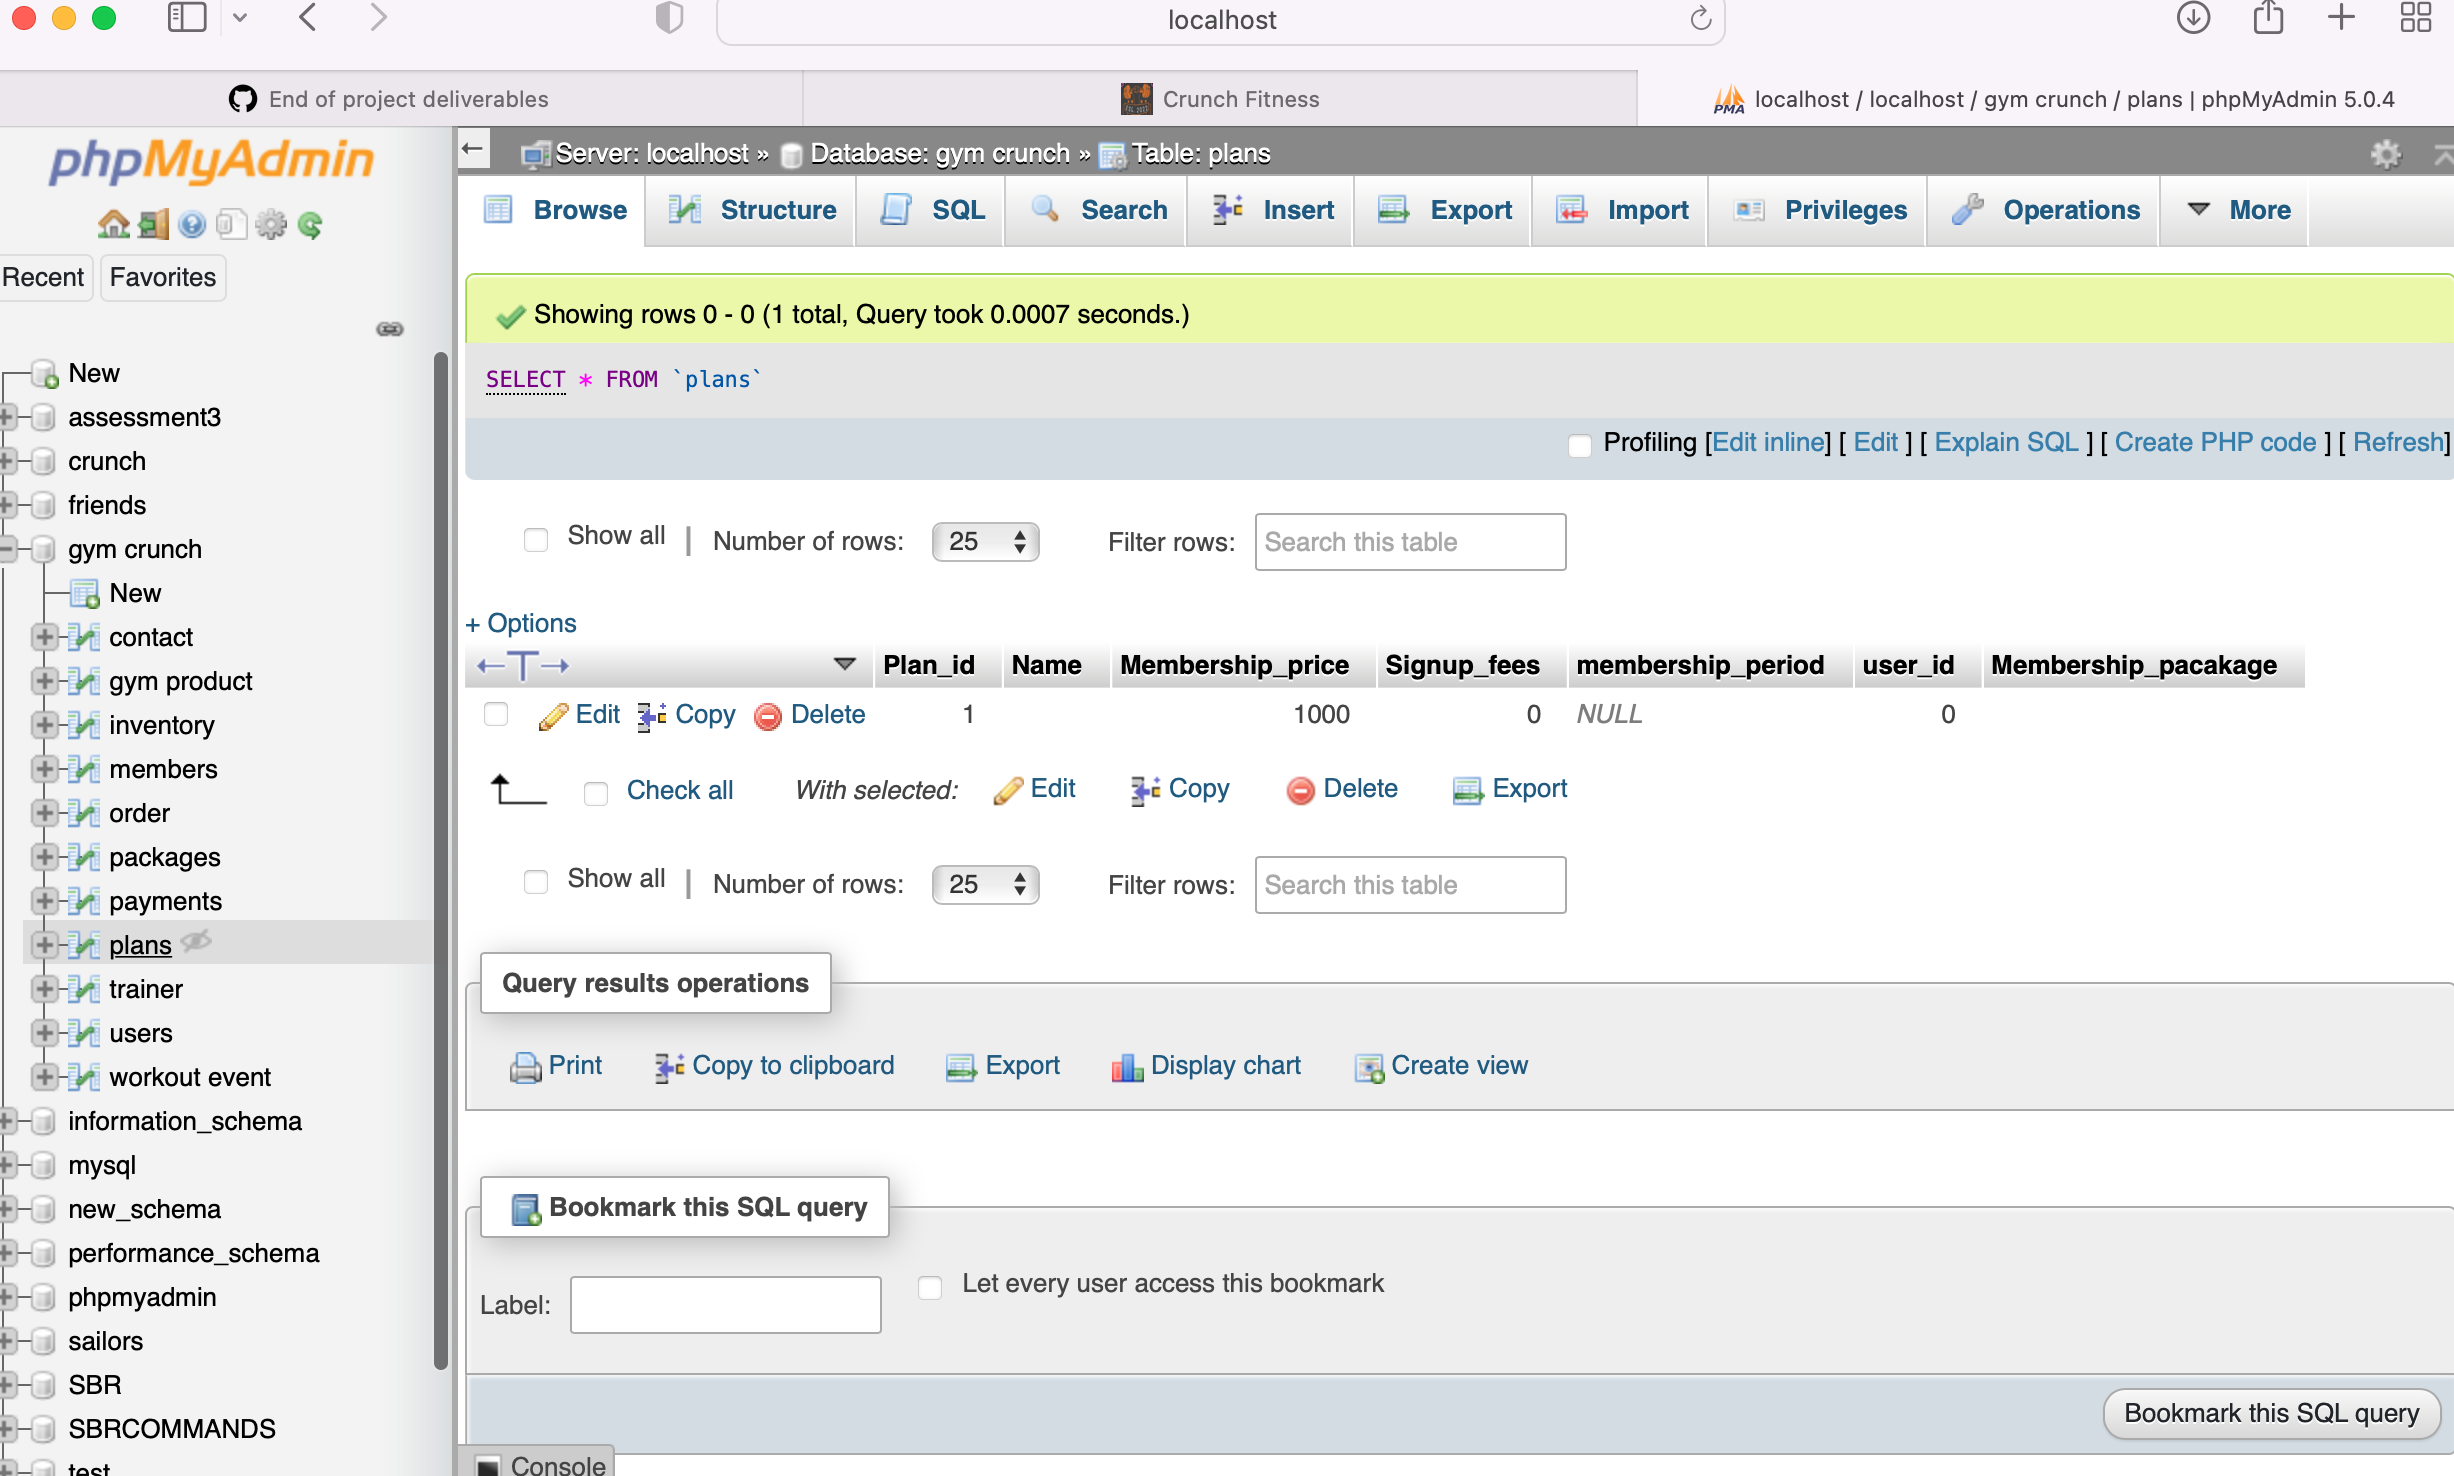 localhost
End of project deliverables
Crunch Fitness
PMA localhost / localhost / gym crunch / plans | phpMyAdmin 5.0.4
phpMyAdmin
Recent Favorites
New
assessment3
crunch
friends
gym crunch
New
contact
gym product
inventory
members
order
packages
payments
plans
trainer
users
workout event
information_schema
mysql
new_schema
performance_schema
phpmyadmin
sailors
SBR
SBRCOMMANDS
test
Server: localhost » Database: gym crunch » Table: plans
Browse Structure SQL Search Insert Export Import Privileges Operations More
Showing rows 0 - 0 (1 total, Query took 0.0007 seconds.)
SELECT * FROM `plans`
Profiling [Edit inline] [ Edit ] [ Explain SQL ] [ Create PHP code ] [ Refresh]
Show all | Number of rows: 25 Filter rows: Search this table
+ Options
←T→ Plan_id Name Membership_price Signup_fees membership_period user_id Membership_pacakage
Edit Copy Delete 1 1000 0 NULL 0
Check all With selected: Edit Copy Delete Export
Show all | Number of rows: 25 Filter rows: Search this table
Query results operations
Print Copy to clipboard Export Display chart Create view
Bookmark this SQL query
Label: Let every user access this bookmark
Bookmark this SQL query
Console